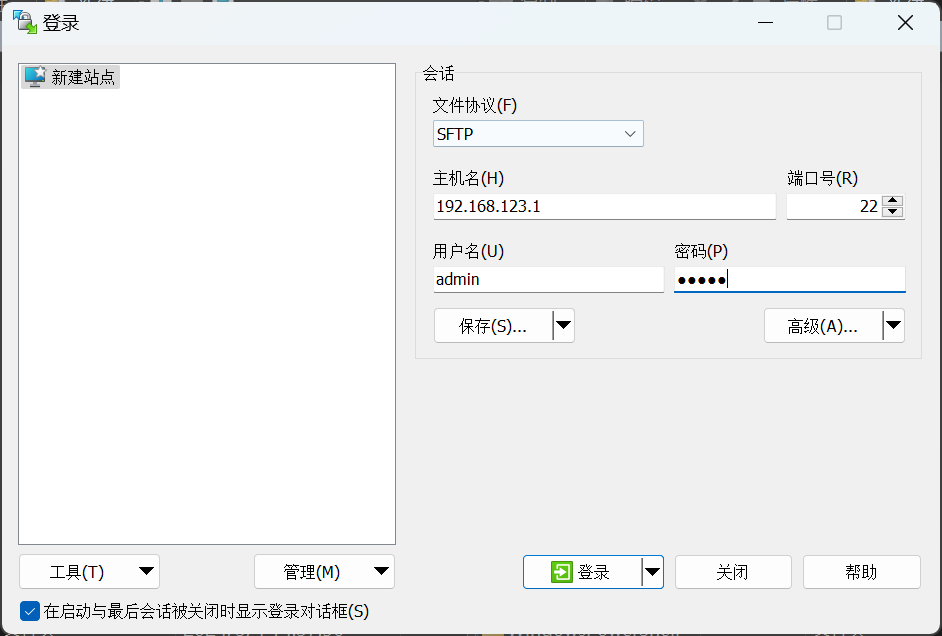 登录
新建站点
会话
文件协议(F)
SFTP
主机名(H)
端口号(R)
192.168.123.1
22
用户名(U)
密码(P)
admin
●●●●●
保存(S)...
高级(A)...
工具(T)
管理(M)
登录
关闭
帮助
在启动与最后会话被关闭时显示登录对话框(S)